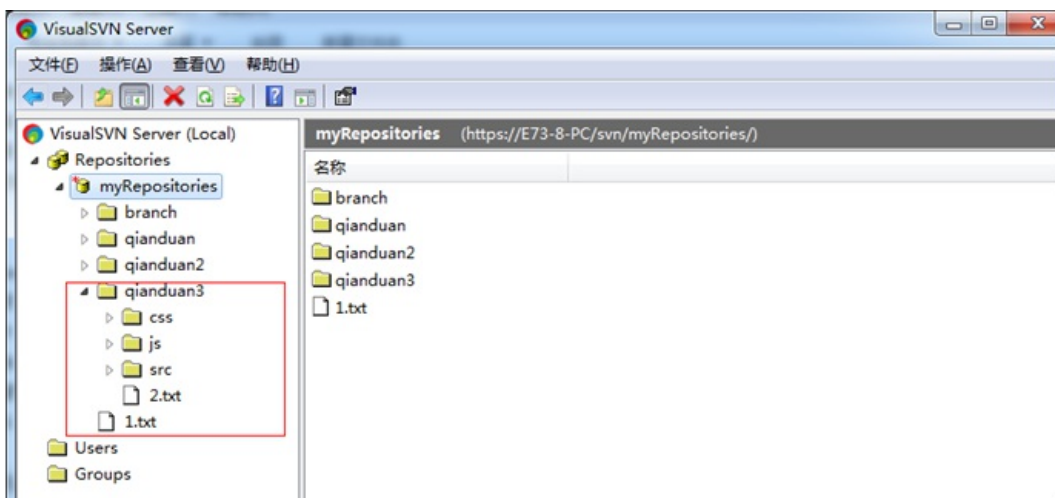 VisualSVN Server
文件(F) 操作(A) 查看(V) 帮助(H)
VisualSVN Server (Local)
Repositories
myRepositories
branch
qianduan
qianduan2
qianduan3
css
js
src
2.txt
1.txt
Users
Groups
myRepositories (https://E73-8-PC/svn/myRepositories/)
名称
branch
qianduan
qianduan2
qianduan3
1.txt